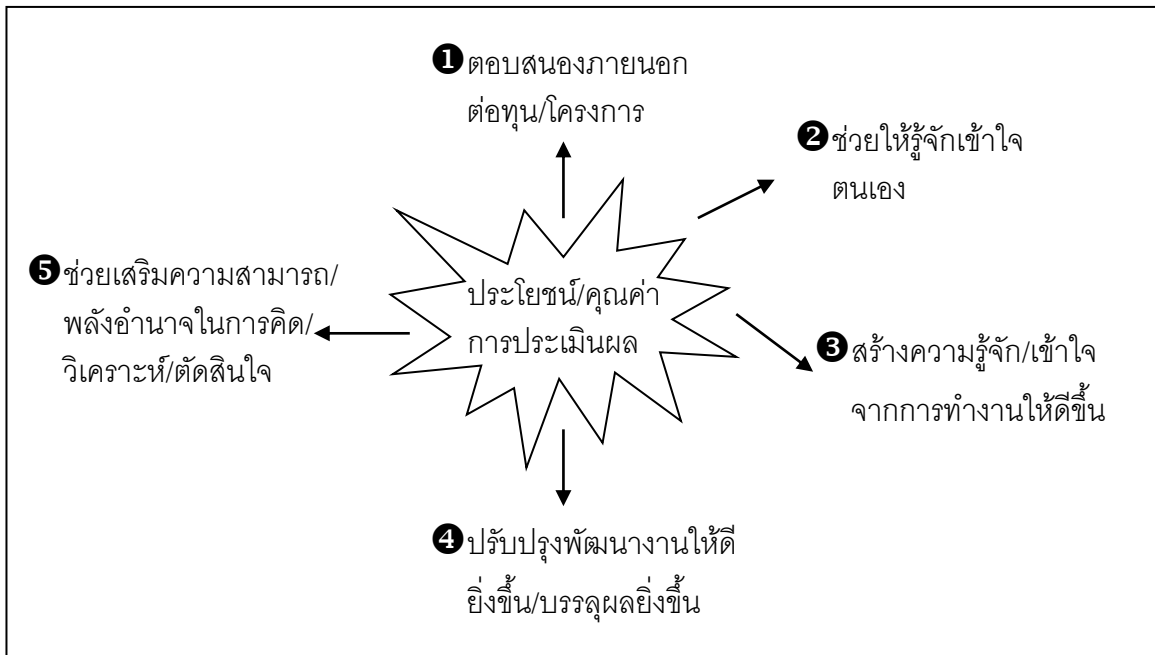 ❶ตอบสนองภายนอก
ต่อทุน/โครงการ
❷ช่วยให้รู้จักเข้าใจ
ตนเอง
❺ช่วยเสริมความสามารถ/
พลังอำนาจในการคิด/
วิเคราะห์/ตัดสินใจ
ประโยชน์/คุณค่า
การประเมินผล
❸สร้างความรู้จัก/เข้าใจ
จากการทำงานให้ดีขึ้น
❹ปรับปรุงพัฒนางานให้ดี
ยิ่งขึ้น/บรรลุผลยิ่งขึ้น